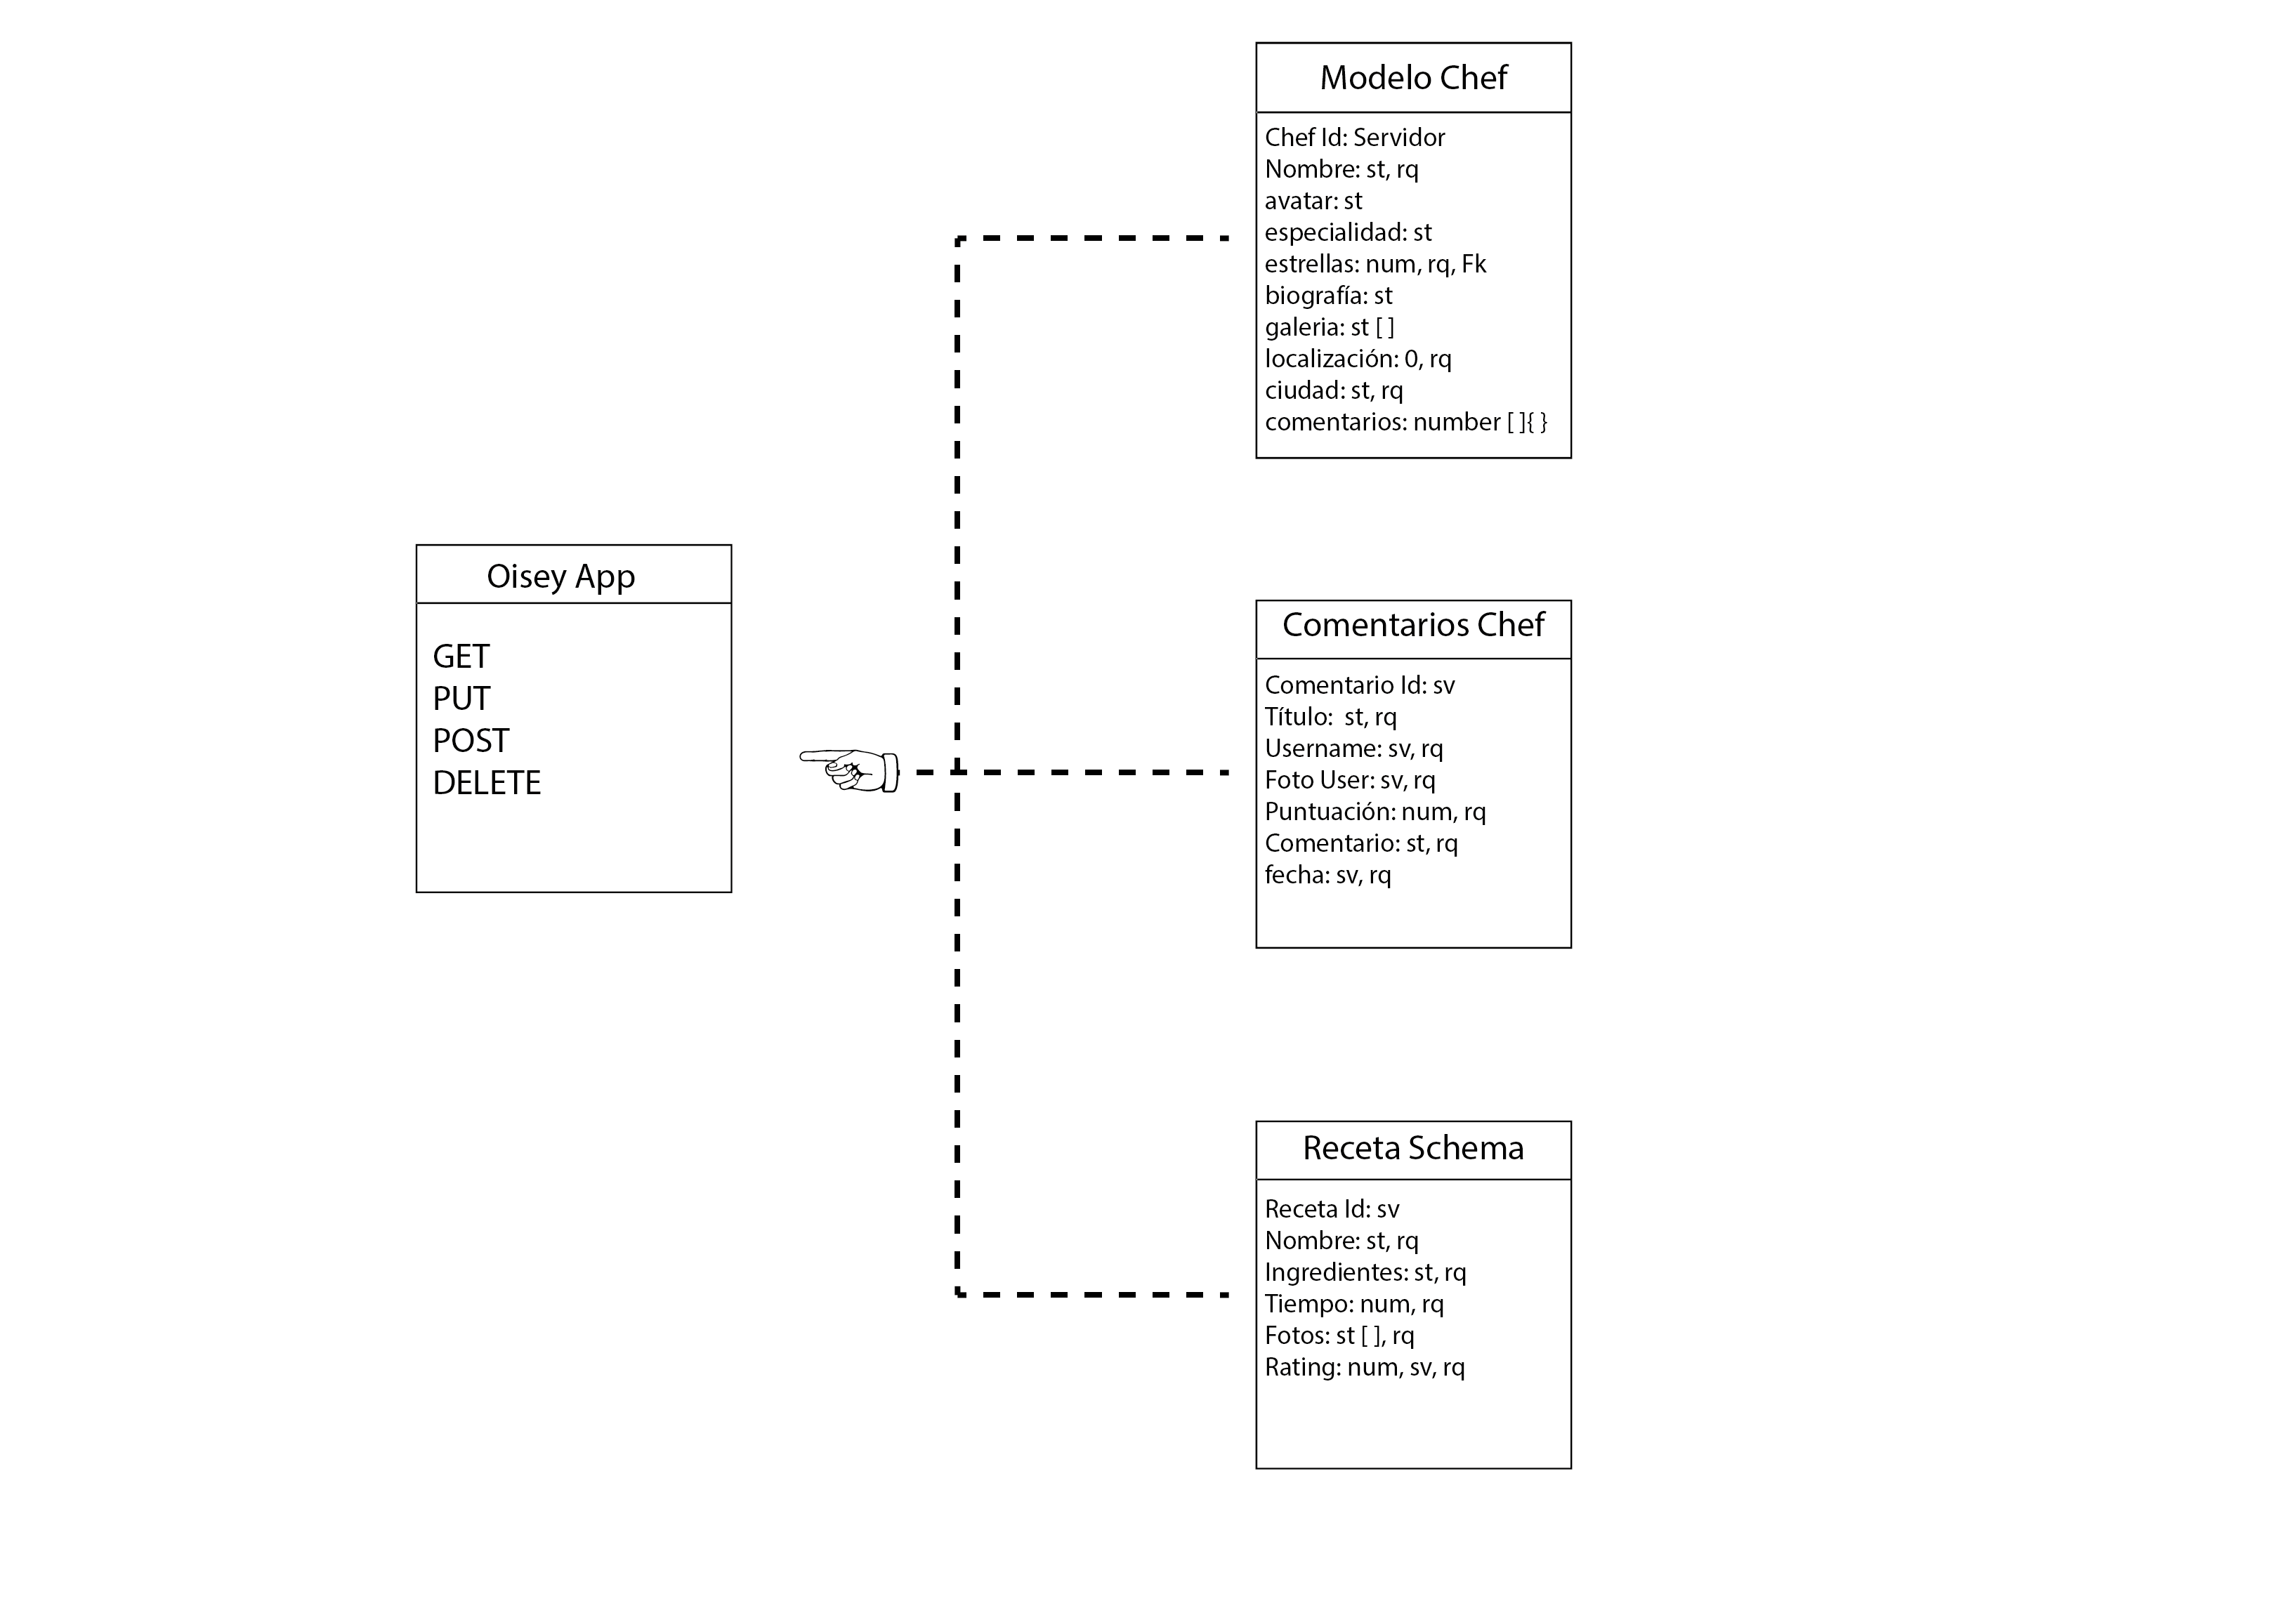 Oisey App
GET
PUT
POST
DELETE
Modelo Chef
Chef Id: Servidor
Nombre: st, rq
avatar: st
especialidad: st
estrellas: num, rq, Fk
biografía: st
galeria: st [ ]
localización: 0, rq
ciudad: st, rq
comentarios: number [ ]{ }
Comentarios Chef
Comentario Id: sv
Título:  st, rq
Username: sv, rq
Foto User: sv, rq
Puntuación: num, rq
Comentario: st, rq
fecha: sv, rq
Receta Schema
Receta Id: sv
Nombre: st, rq
Ingredientes: st, rq
Tiempo: num, rq
Fotos: st [ ], rq
Rating: num, sv, rq